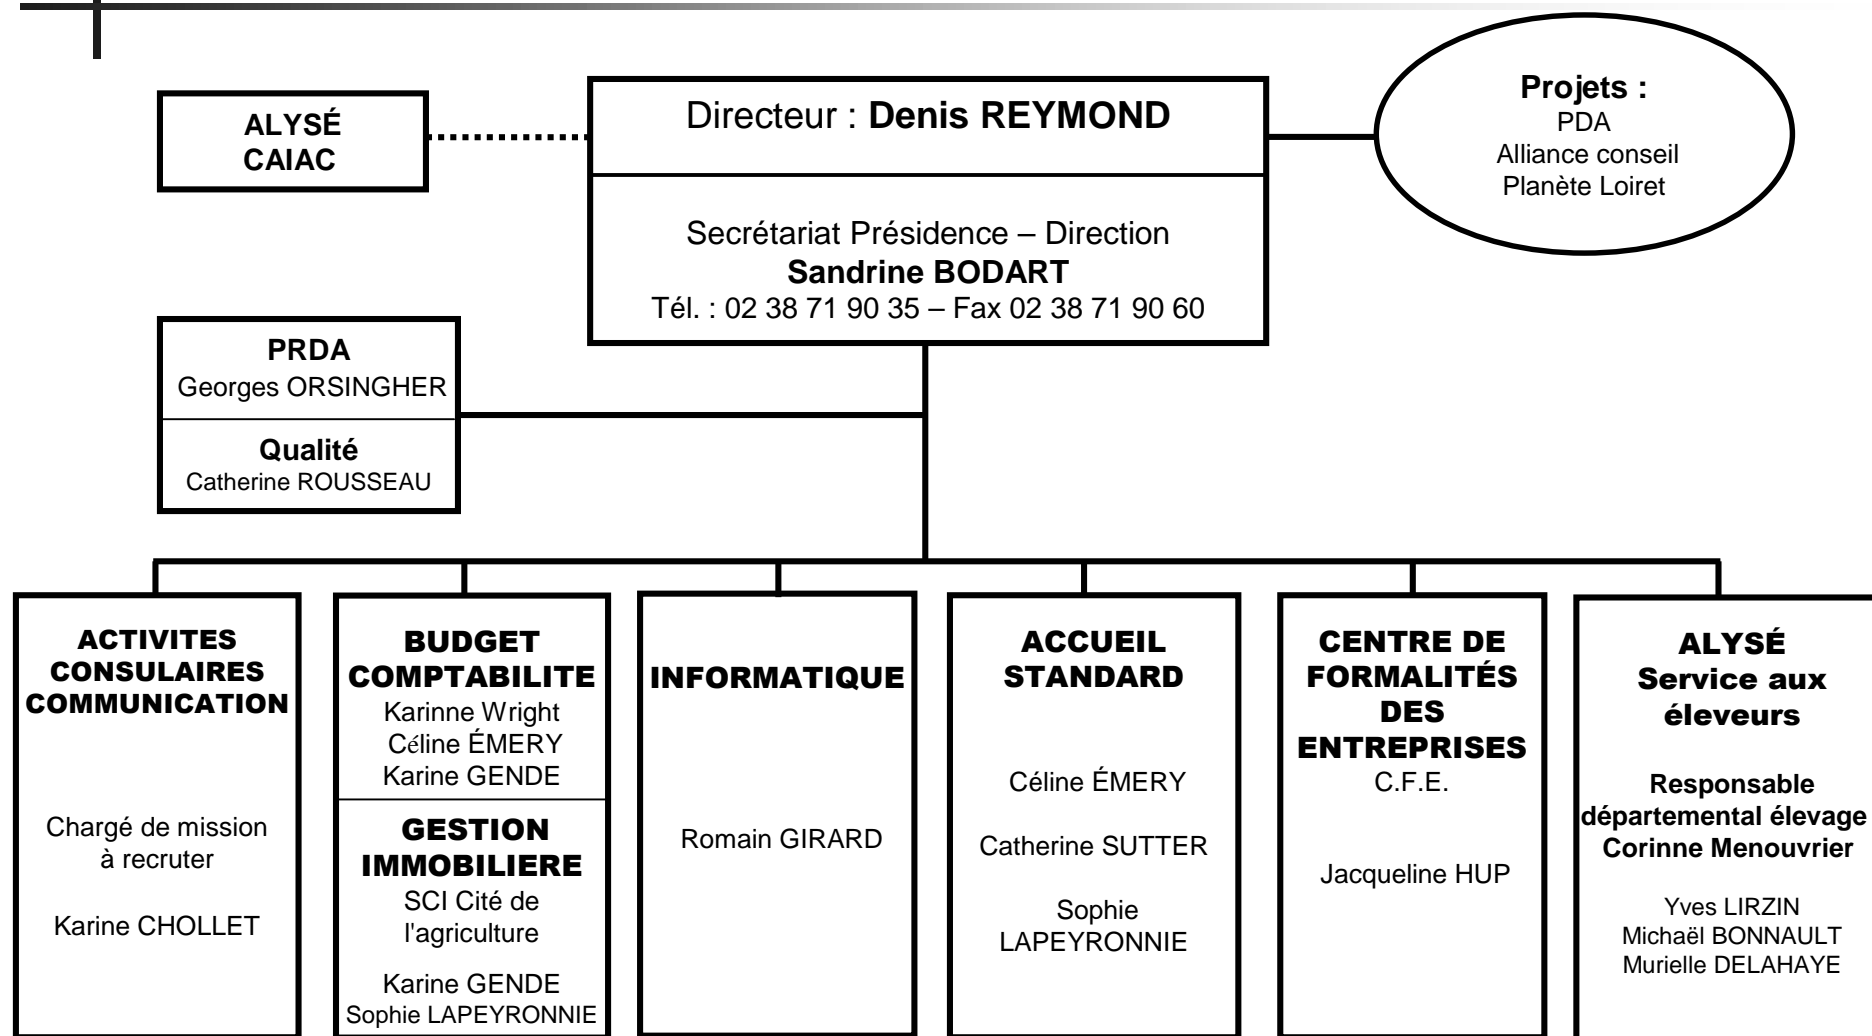 ALYSÉ
CAIAC
Directeur : Denis REYMOND
Secrétariat Présidence – Direction
Sandrine BODART
Tél. : 02 38 71 90 35 – Fax 02 38 71 90 60
Projets :
PDA
Alliance conseil
Planète Loiret
PRDA
Georges ORSINGHER
Qualité
Catherine ROUSSEAU
ACTIVITES
CONSULAIRES
COMMUNICATION
Chargé de mission
à recruter
Karine CHOLLET
BUDGET
COMPTABILITE
Karinne Wright
Céline ÉMERY
Karine GENDE
GESTION
IMMOBILIERE
SCI Cité de
l'agriculture
Karine GENDE
Sophie LAPEYRONNIE
INFORMATIQUE
Romain GIRARD
ACCUEIL
STANDARD
Céline ÉMERY
Catherine SUTTER
Sophie
LAPEYRONNIE
CENTRE DE
FORMALITÉS
DES
ENTREPRISES
C.F.E.
Jacqueline HUP
ALYSÉ
Service aux
éleveurs
Responsable
départemental élevage
Corinne Menouvrier
Yves LIRZIN
Michaël BONNAULT
Murielle DELAHAYE